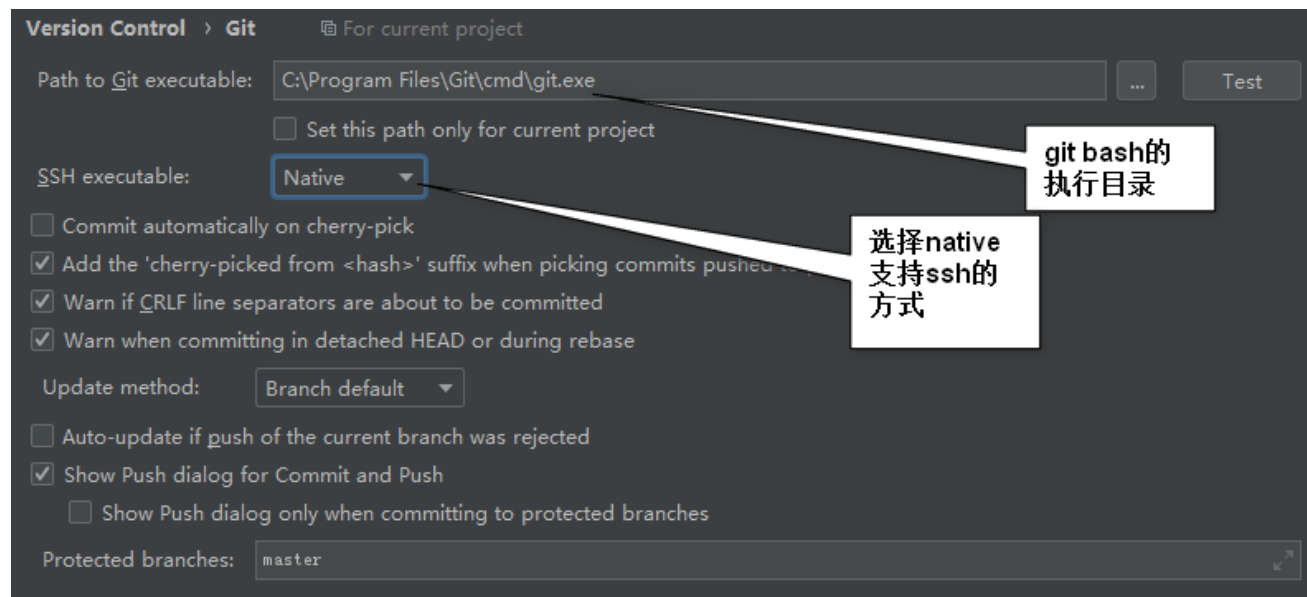 Version Control › Git For current project
Path to Git executable: C:\Program Files\Git\cmd\git.exe ... Test
Set this path only for current project
git bash的
执行目录
SSH executable: Native
选择native
支持ssh的
方式
Commit automatically on cherry-pick
Add the 'cherry-picked from <hash>' suffix when picking commits pushed
Warn if CRLF line separators are about to be committed
Warn when committing in detached HEAD or during rebase
Update method: Branch default
Auto-update if push of the current branch was rejected
Show Push dialog for Commit and Push
Show Push dialog only when committing to protected branches
Protected branches: master